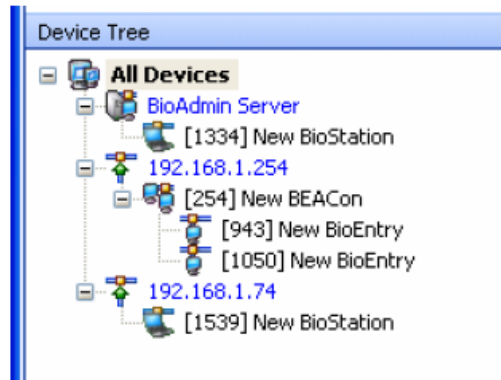 Device Tree
All Devices
BioAdmin Server
[1334] New BioStation
192.168.1.254
[254] New BEACon
[943] New BioEntry
[1050] New BioEntry
192.168.1.74
[1539] New BioStation